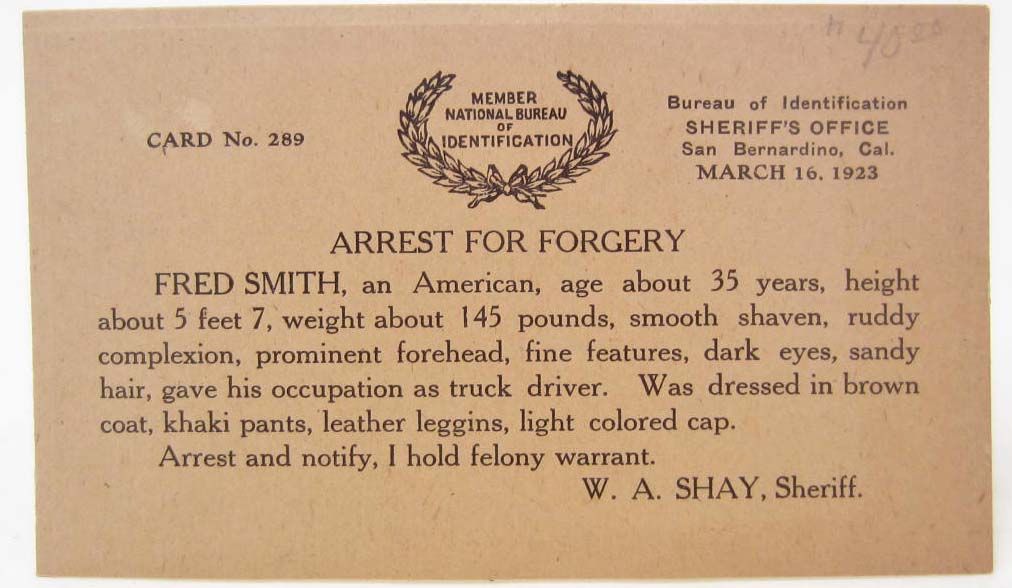 40 00
CARD No. 289
MEMBER
NATIONAL BUREAU
OF
IDENTIFICATION
Bureau of Identification
SHERIFF'S OFFICE
San Bernardino, Cal.
MARCH 16. 1923
ARREST FOR FORGERY
FRED SMITH, an American, age about 35 years, height
about 5 feet 7, weight about 145 pounds, smooth shaven, ruddy
complexion, prominent forehead, fine features, dark eyes, sandy
hair, gave his occupation as truck driver. Was dressed in brown
coat, khaki pants, leather leggins, light colored cap.
Arrest and notify, I hold felony warrant.
W. A. SHAY, Sheriff.